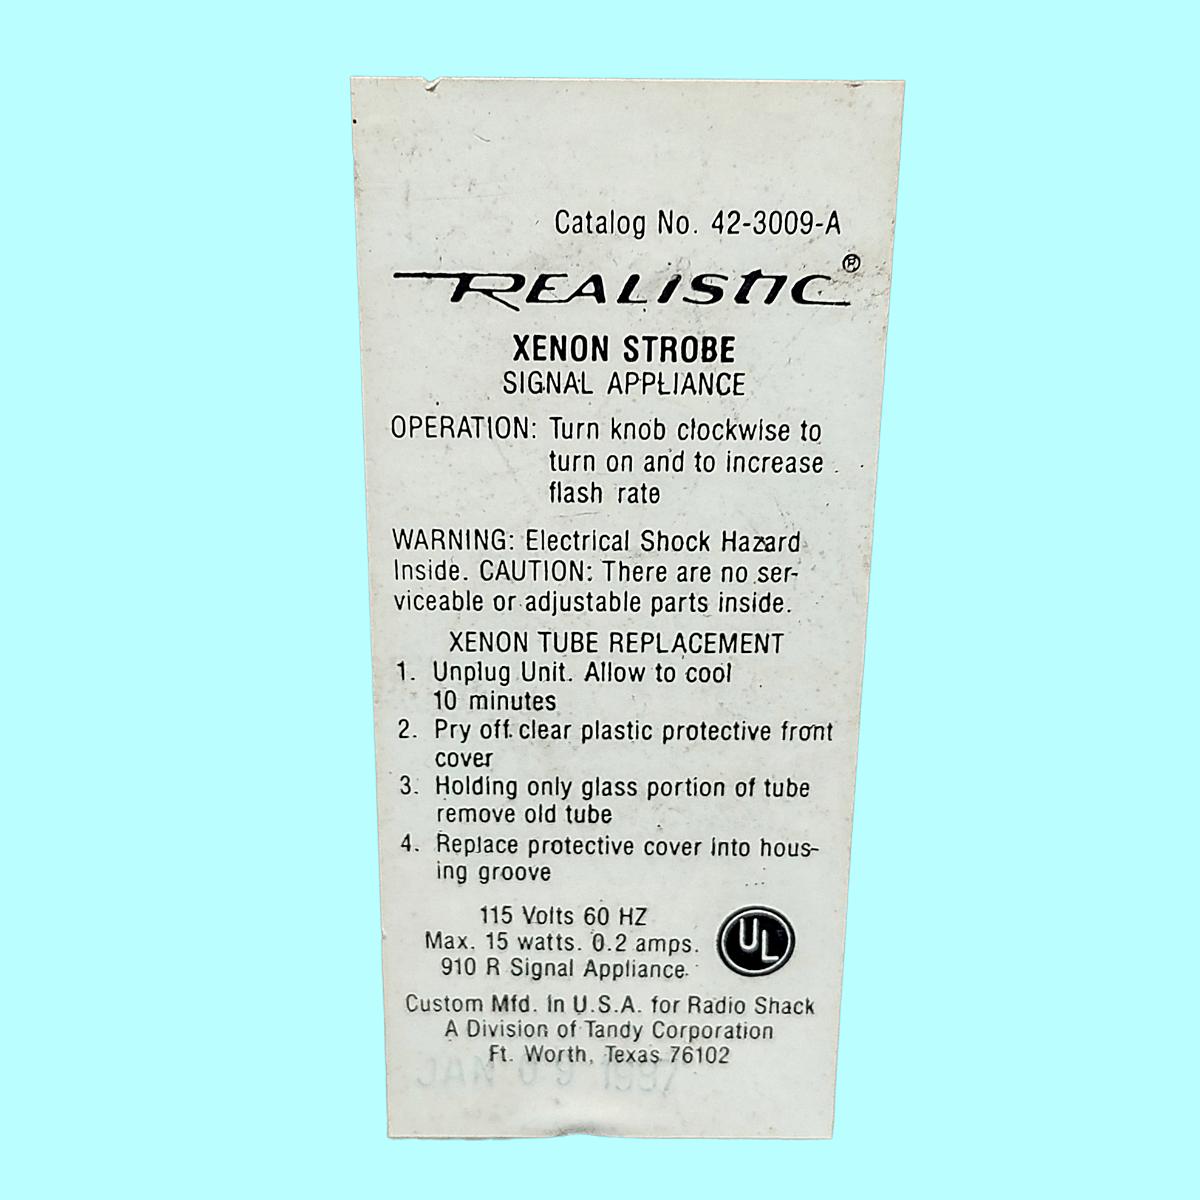 Catalog No. 42-3009-A
REALISTIC®
XENON STROBE
SIGNAL APPLIANCE
OPERATION: Turn knob clockwise to
turn on and to increase
flash rate
WARNING: Electrical Shock Hazard
Inside. CAUTION: There are no ser-
viceable or adjustable parts inside.
XENON TUBE REPLACEMENT
1. Unplug Unit. Allow to cool
10 minutes
2. Pry off clear plastic protective front
cover
3. Holding only glass portion of tube
remove old tube
4. Replace protective cover into hous-
ing groove
115 Volts 60 HZ
Max. 15 watts. 0.2 amps.
910 R Signal Appliance.
UL
Custom Mfd. In U.S.A. for Radio Shack
A Division of Tandy Corporation
Ft. Worth, Texas 76102
JAN 09